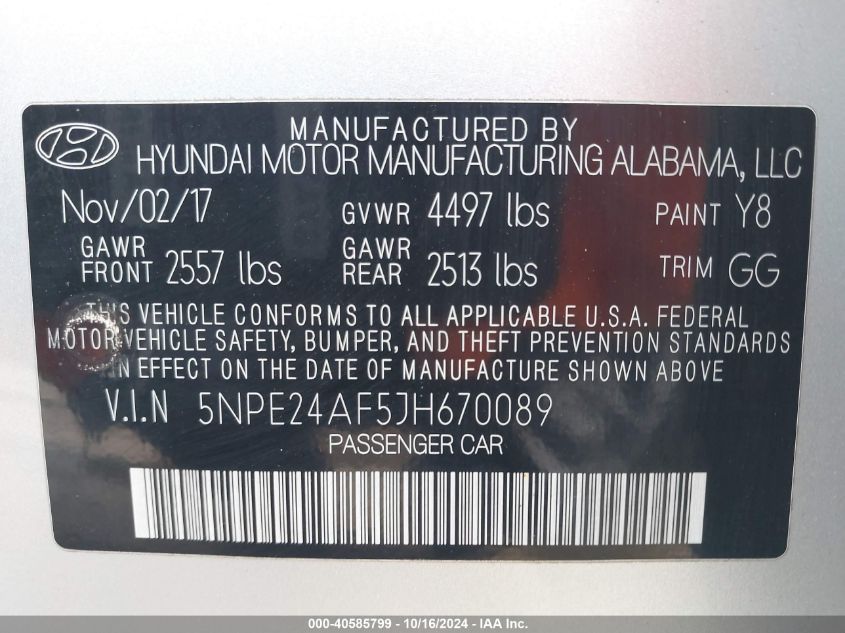 MANUFACTURED BY
HYUNDAI MOTOR MANUFACTURING ALABAMA, LLC
Nov/02/17 GVWR 4497 lbs PAINT Y8
GAWR FRONT 2557 lbs GAWR REAR 2513 lbs TRIM GG
THIS VEHICLE CONFORMS TO ALL APPLICABLE U.S.A. FEDERAL
MOTOR VEHICLE SAFETY, BUMPER, AND THEFT PREVENTION STANDARDS
IN EFFECT ON THE DATE OF MANUFACTURE SHOWN ABOVE
V.I.N 5NPE24AF5JH670089
PASSENGER CAR
000-40585799 - 10/16/2024 - IAA Inc.